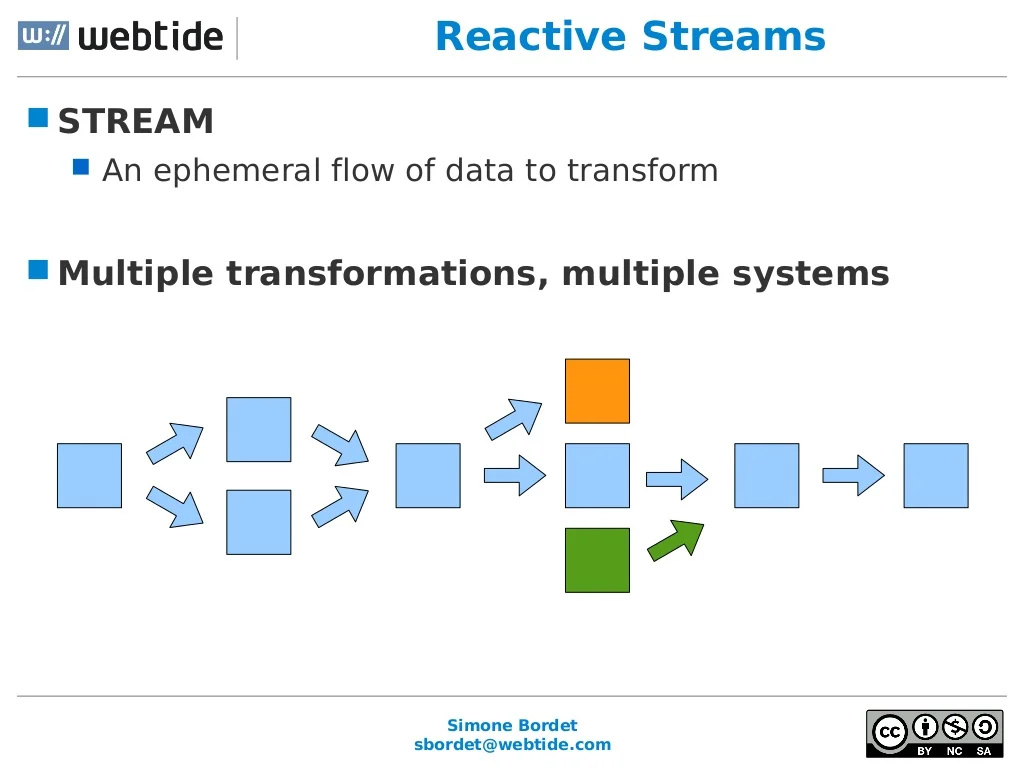 w:// webtide
Reactive Streams
STREAM
An ephemeral flow of data to transform
Multiple transformations, multiple systems
Simone Bordet
sbordet@webtide.com
cc
BY NC SA